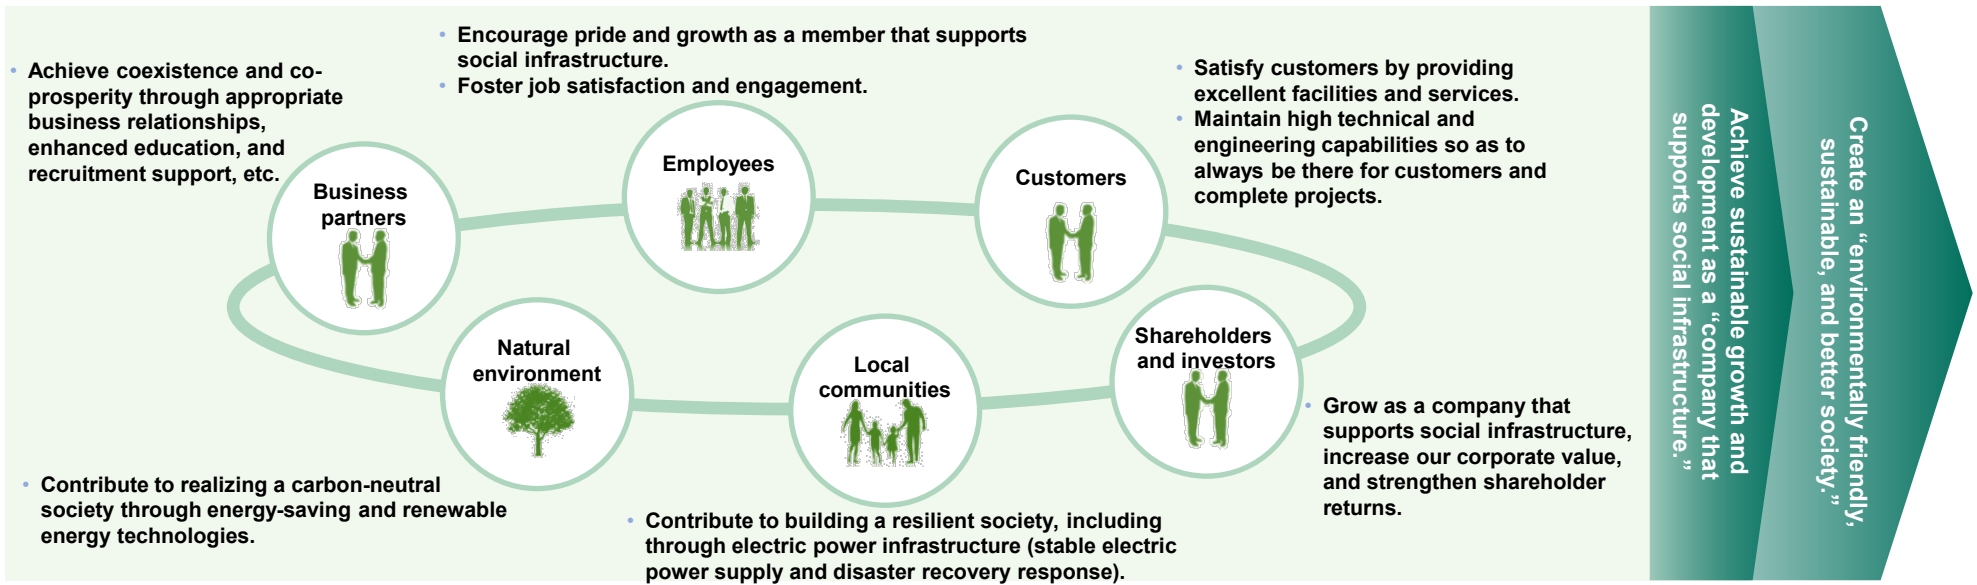 • Encourage pride and growth as a member that supports
social infrastructure.
• Foster job satisfaction and engagement.
• Achieve coexistence and co-
prosperity through appropriate
business relationships,
enhanced education, and
recruitment support, etc.
• Satisfy customers by providing
excellent facilities and services.
• Maintain high technical and
engineering capabilities so as to
always be there for customers and
complete projects.
Business
partners
Employees
Customers
Natural
environment
Local
communities
Shareholders
and investors
• Contribute to realizing a carbon-neutral
society through energy-saving and renewable
energy technologies.
• Contribute to building a resilient society, including
through electric power infrastructure (stable electric
power supply and disaster recovery response).
• Grow as a company that
supports social infrastructure,
increase our corporate value,
and strengthen shareholder
returns.
Achieve sustainable growth and
development as a “company that
supports social infrastructure.”
Create an “environmentally friendly,
sustainable, and better society.”